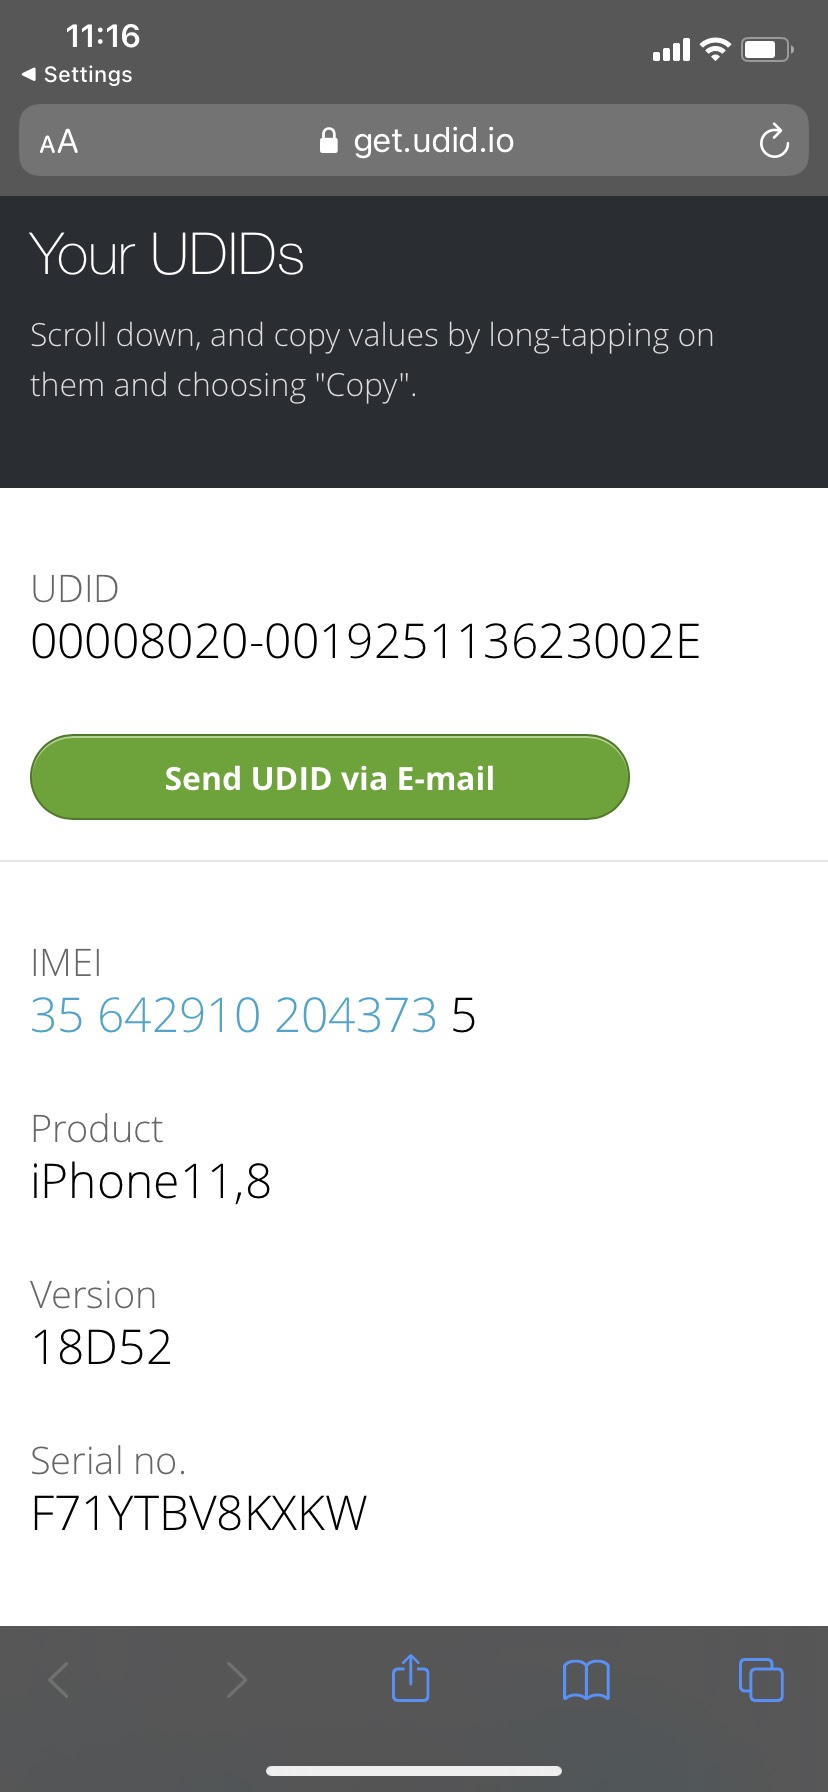 11:16
Settings
AA
get.udid.io
Your UDIDs
Scroll down, and copy values by long-tapping on
them and choosing "Copy".
UDID
00008020-001925113623002E
Send UDID via E-mail
IMEI
35 642910 204373 5
Product
iPhone11,8
Version
18D52
Serial no.
F71YTBV8KXKW